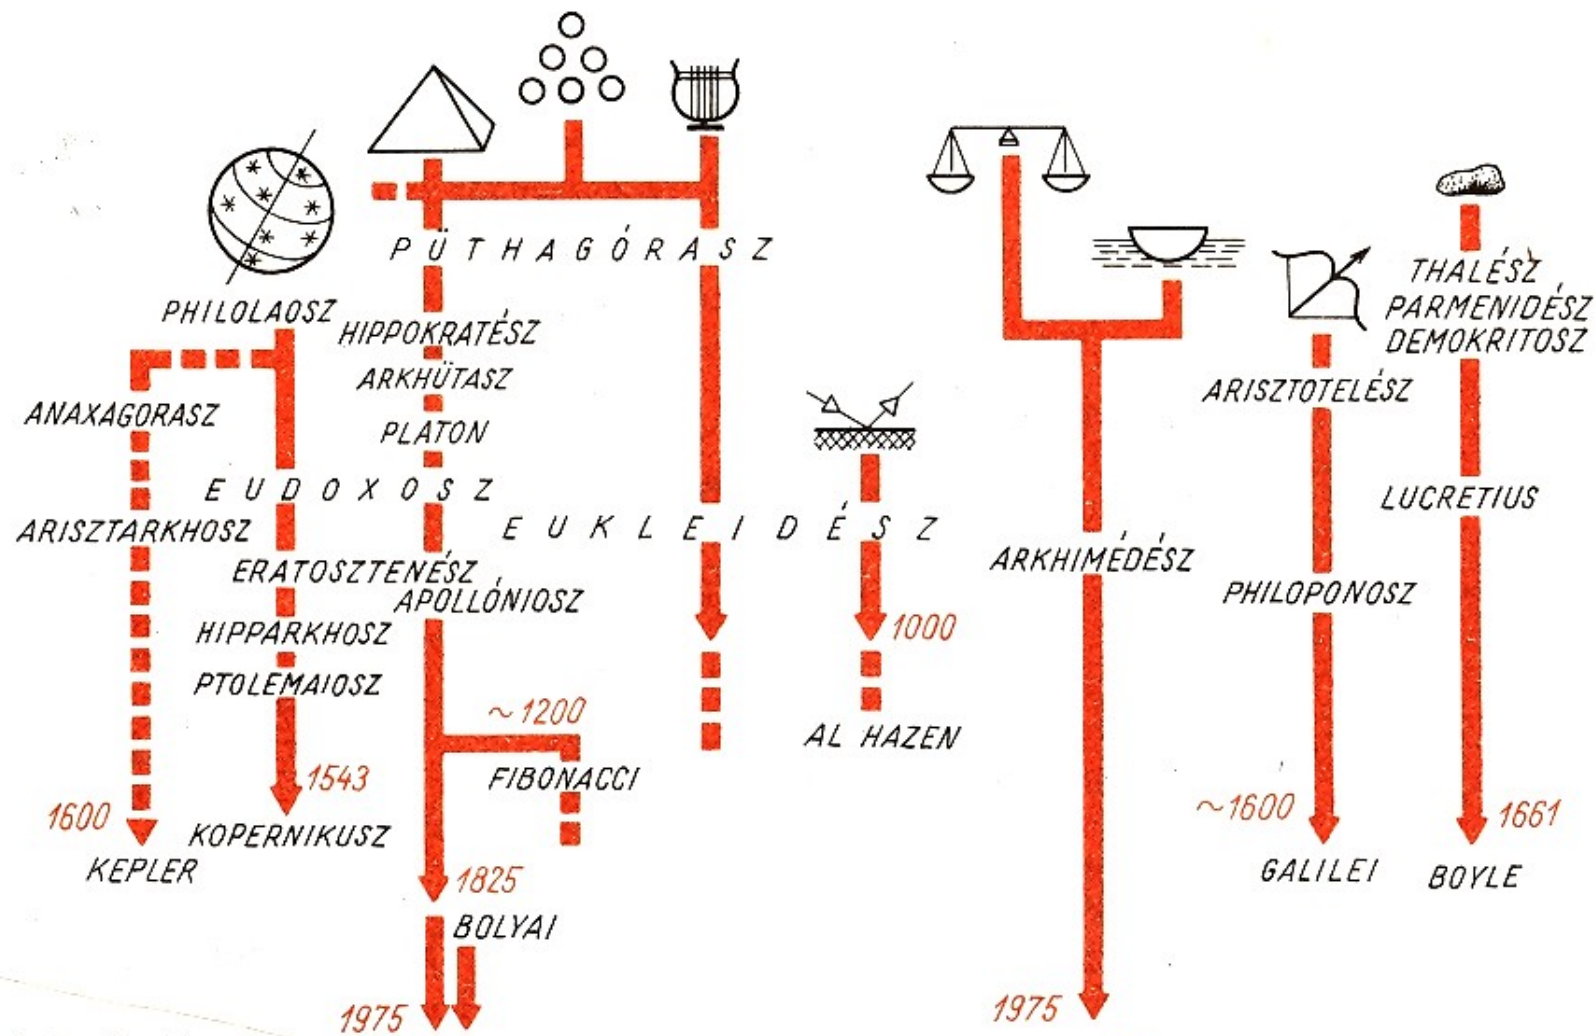 PÜTHAGÓRASZ
PHILOLAOSZ
HIPPOKRATÉSZ
ARKHÜTASZ
PLATON
ANAXAGORASZ
EUDOXOSZ
ARISZTARKHOSZ
ERATOSZTENÉSZ
APOLLÓNIOSZ
HIPPARKHOSZ
PTOLEMAIOSZ
~1200
FIBONACCI
1543
KOPERNIKUSZ
1600
KEPLER
1825
BOLYAI
1975
EUKLEIDÉSZ
1000
AL HAZEN
ARKHIMÉDÉSZ
1975
ARISZTOTELÉSZ
PHILOPONOSZ
~1600
GALILEI
THALÉSZ
PARMENIDÉSZ
DEMOKRITOSZ
LUCRETIUS
1661
BOYLE